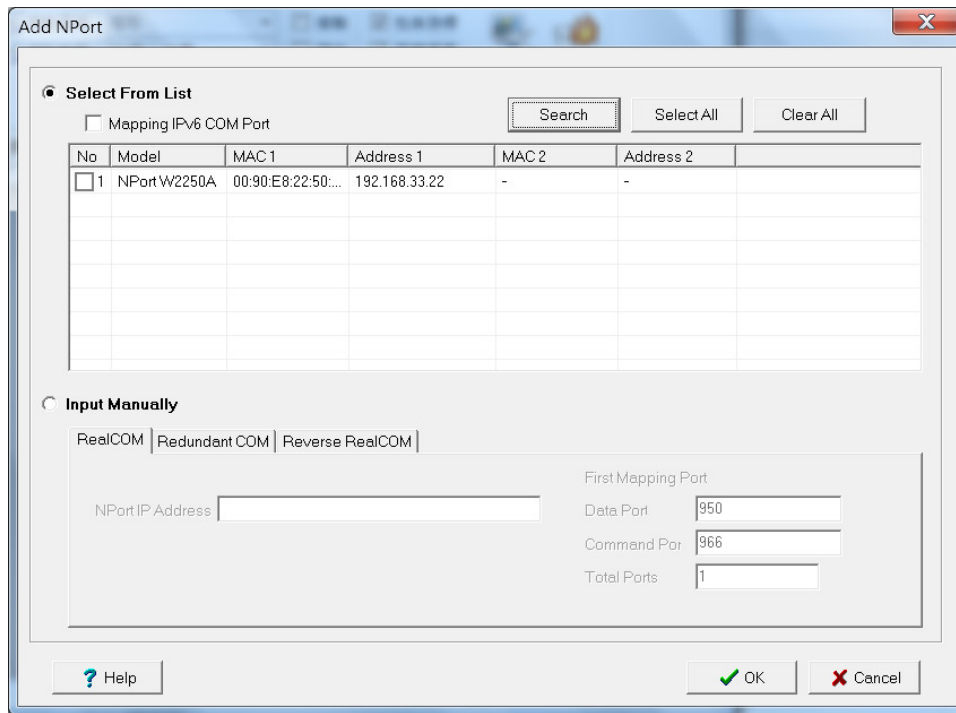 Add NPort
Select From List
Mapping IPv6 COM Port
Search
Select All
Clear All
No Model MAC 1 Address 1 MAC 2 Address 2
1 NPort W2250A 00:90:E8:22:50:... 192.168.33.22 - -
Input Manually
RealCOM Redundant COM Reverse RealCOM
First Mapping Port
NPort IP Address
Data Port 950
Command Por 966
Total Ports 1
? Help
OK
Cancel